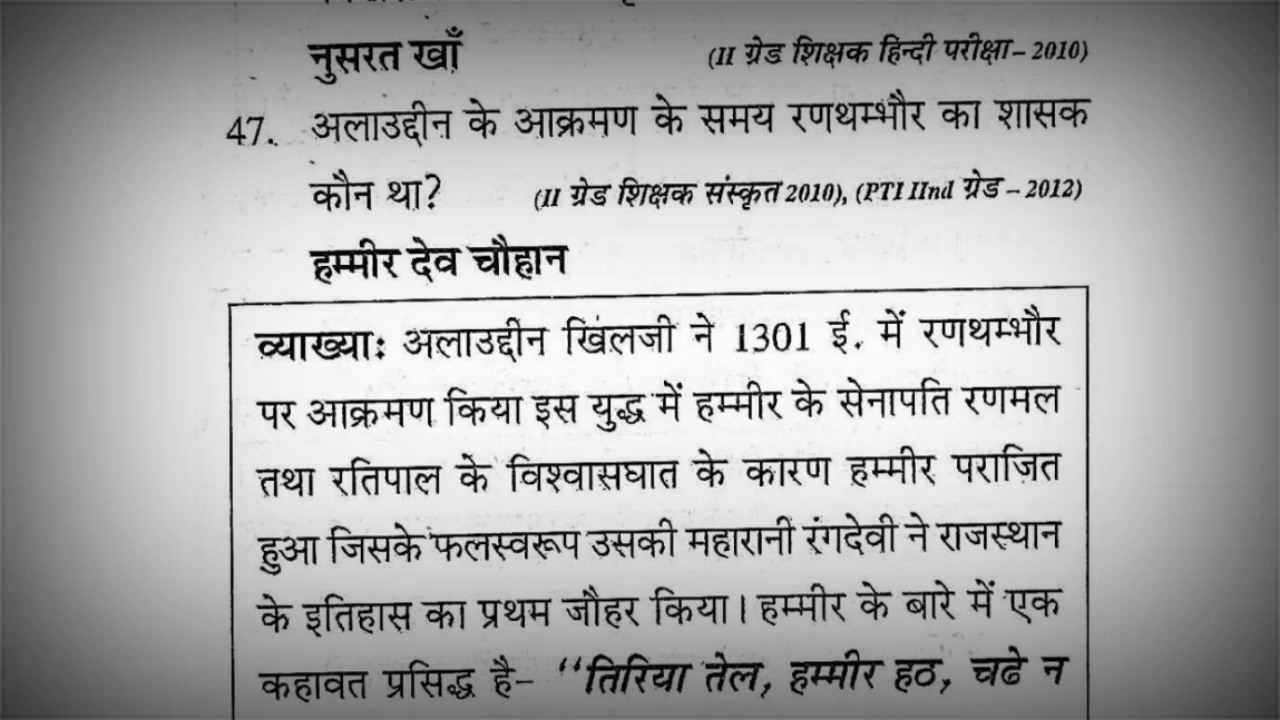 नुसरत खाँ (II ग्रेड शिक्षक हिन्दी परीक्षा– 2010)
47. अलाउद्दीन के आक्रमण के समय रणथम्भौर का शासक
कौन था? (II ग्रेड शिक्षक संस्कृत 2010), (PTI IInd ग्रेड – 2012)
हम्मीर देव चौहान
व्याख्याः अलाउद्दीन खिलजी ने 1301 ई. में रणथम्भौर
पर आक्रमण किया इस युद्ध में हम्मीर के सेनापति रणमल
तथा रतिपाल के विश्वासघात के कारण हम्मीर पराजित
हुआ जिसके फलस्वरूप उसकी महारानी रंगदेवी ने राजस्थान
के इतिहास का प्रथम जौहर किया। हम्मीर के बारे में एक
कहावत प्रसिद्ध है– ‘‘तिरिया तेल, हम्मीर हठ, चढे न